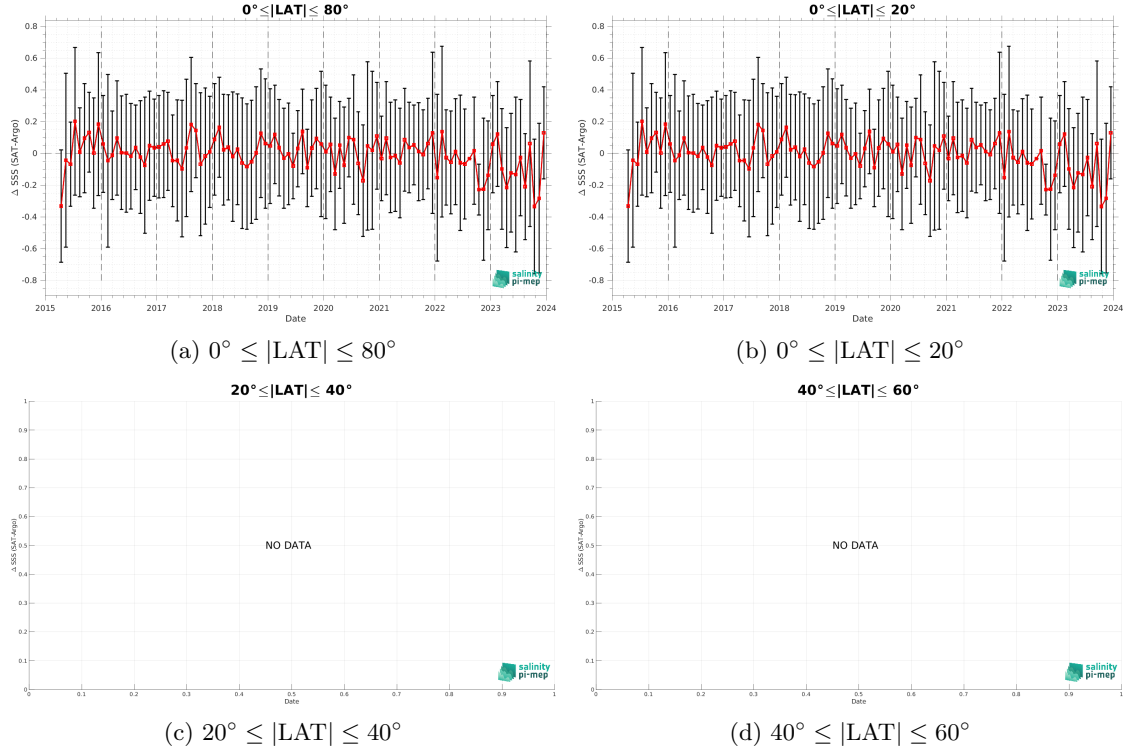 0°≤|LAT|≤ 80°
0.8
0.6
0.4
0.2
0
-0.2
-0.4
-0.6
-0.8
Δ SSS (SAT-Argo)
2015 2016 2017 2018 2019 2020 2021 2022 2023 2024
Date
salinity
pi-mep
(a) 0° ≤ |LAT| ≤ 80°
0°≤|LAT|≤ 20°
0.8
0.6
0.4
0.2
0
-0.2
-0.4
-0.6
-0.8
Δ SSS (SAT-Argo)
2015 2016 2017 2018 2019 2020 2021 2022 2023 2024
Date
salinity
pi-mep
(b) 0° ≤ |LAT| ≤ 20°
20°≤|LAT|≤ 40°
1
0.9
0.8
0.7
0.6
0.5
0.4
0.3
0.2
0.1
0
Δ SSS (SAT-Argo)
NO DATA
0 0.1 0.2 0.3 0.4 0.5 0.6 0.7 0.8 0.9 1
Date
salinity
pi-mep
(c) 20° ≤ |LAT| ≤ 40°
40°≤|LAT|≤ 60°
1
0.9
0.8
0.7
0.6
0.5
0.4
0.3
0.2
0.1
0
Δ SSS (SAT-Argo)
NO DATA
0 0.1 0.2 0.3 0.4 0.5 0.6 0.7 0.8 0.9 1
Date
salinity
pi-mep
(d) 40° ≤ |LAT| ≤ 60°